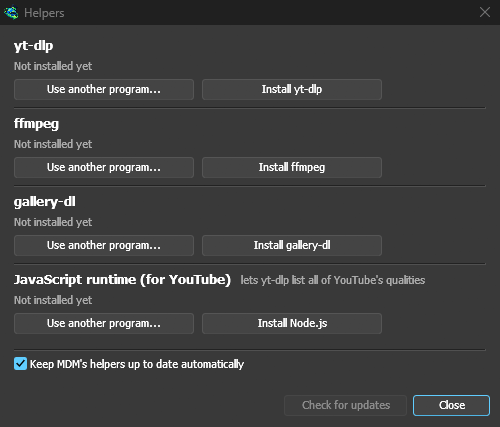 Helpers
yt-dlp
Not installed yet
Use another program... Install yt-dlp
ffmpeg
Not installed yet
Use another program... Install ffmpeg
gallery-dl
Not installed yet
Use another program... Install gallery-dl
JavaScript runtime (for YouTube) lets yt-dlp list all of YouTube's qualities
Not installed yet
Use another program... Install Node.js
Keep MDM's helpers up to date automatically
Check for updates Close